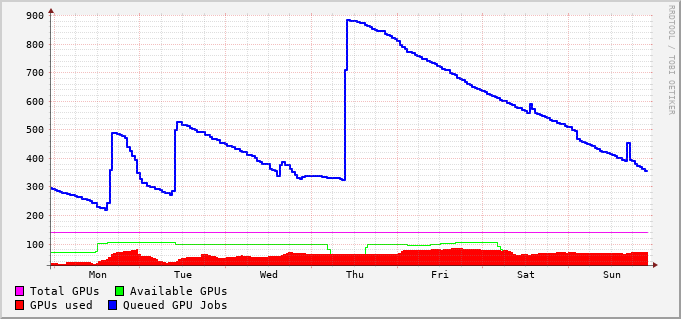 900
800
700
600
500
400
300
200
100
Mon Tue Wed Thu Fri Sat Sun
Total GPUs Available GPUs
GPUs used Queued GPU Jobs
RRDTOOL / TOBI OETIKER